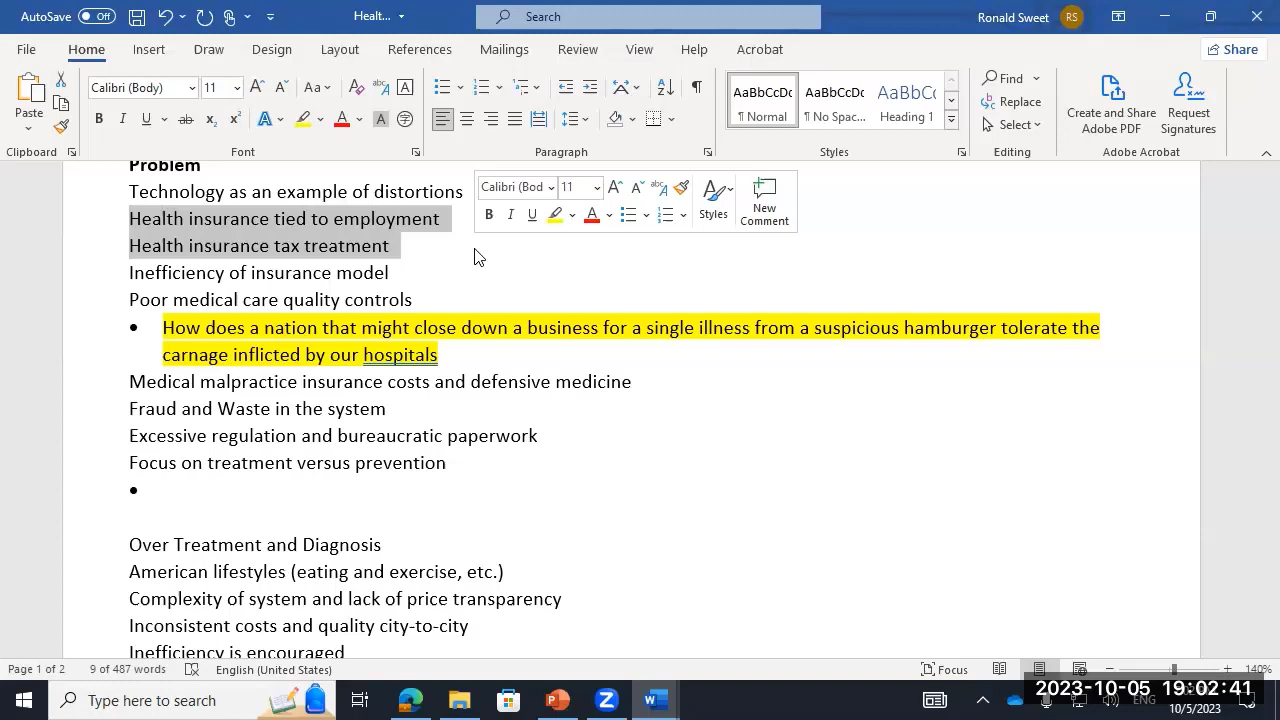 AutoSave Off Healt... Search Ronald Sweet RS
File Home Insert Draw Design Layout References Mailings Review View Help Acrobat Share
Paste Calibri (Body) 11 Aa AaBbCcDc AaBbCcDc AaBbC Find Replace Select Create and Share Adobe PDF Request Signatures
¶ Normal ¶ No Spac... Heading 1
Clipboard Font Paragraph Styles Editing Adobe Acrobat
Problem
Technology as an example of distortions
Calibri (Bod 11 Styles New Comment
Health insurance tied to employment
Health insurance tax treatment
Inefficiency of insurance model
Poor medical care quality controls
• How does a nation that might close down a business for a single illness from a suspicious hamburger tolerate the
carnage inflicted by our hospitals
Medical malpractice insurance costs and defensive medicine
Fraud and Waste in the system
Excessive regulation and bureaucratic paperwork
Focus on treatment versus prevention
•
Over Treatment and Diagnosis
American lifestyles (eating and exercise, etc.)
Complexity of system and lack of price transparency
Inconsistent costs and quality city-to-city
Inefficiency is encouraged
Page 1 of 2 9 of 487 words English (United States) Focus 140%
Type here to search
2023-10-05 19:02:41
ENG
10/5/2023